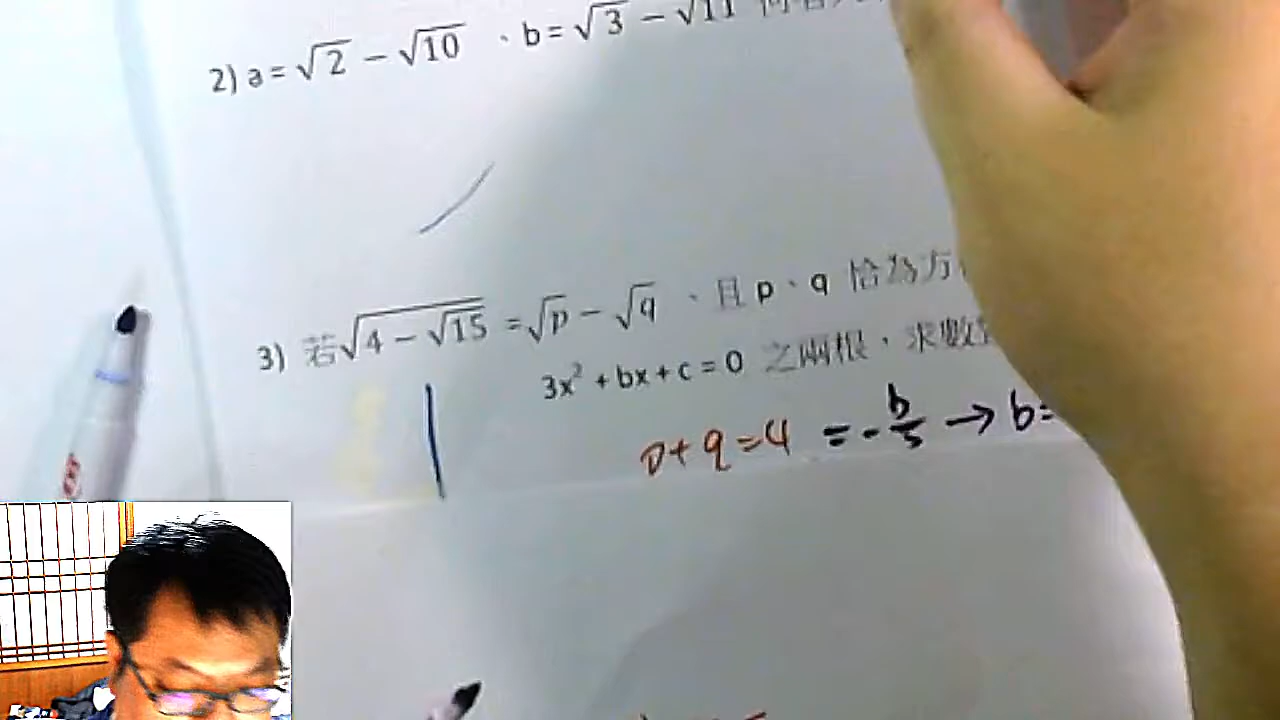 2) a = √2 − √10 、b = √3 − √11
3) 若√(4 − √15) = √p − √q 、且 p、q 恰為方
3x² + bx + c = 0 之兩根，求數
p + q = 4 = - b/3 → b =